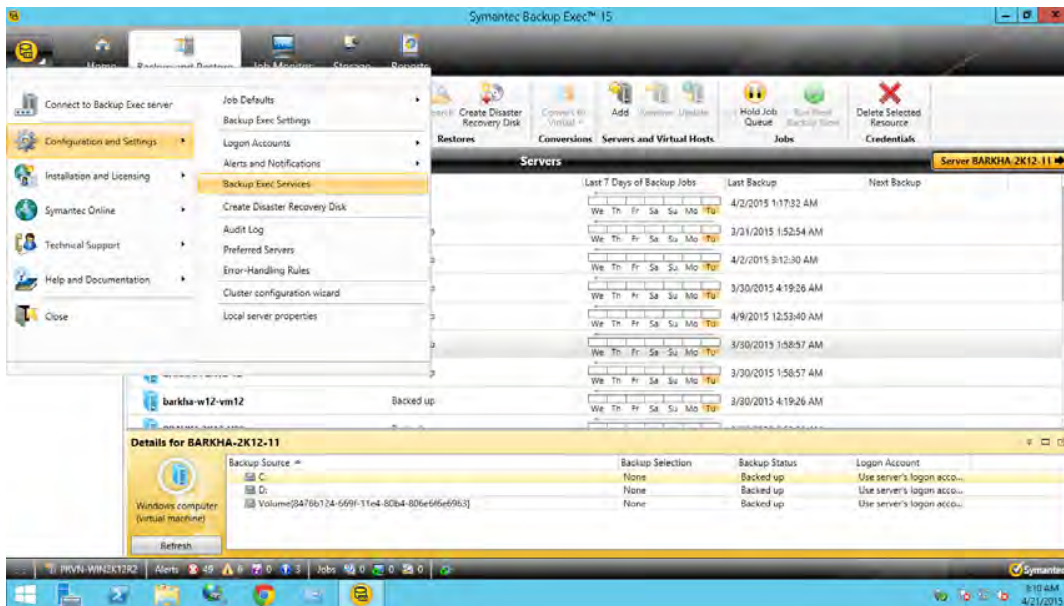 Symantec Backup Exec™ 15
Home Backup and Restore Job Monitor Storage Reports
Connect to Backup Exec server
Configuration and Settings
Installation and Licensing
Symantec Online
Technical Support
Help and Documentation
Close
Job Defaults
Backup Exec Settings
Logon Accounts
Alerts and Notifications
Backup Exec Services
Create Disaster Recovery Disk
Audit Log
Preferred Servers
Error-Handling Rules
Cluster configuration wizard
Local server properties
Create Disaster
Recovery Disk
Convert to
Virtual
Add Remove Update
Hold Job
Queue
Delete Selected
Resource
Restores Conversions Servers and Virtual Hosts Jobs Credentials
Servers
Server BARKHA-2K12-11
Last 7 Days of Backup Jobs Last Backup Next Backup
We Th Fr Sa Su Mo Tu 4/2/2015 1:17:32 AM
We Th Fr Sa Su Mo Tu 3/21/2015 1:52:54 AM
We Th Fr Sa Su Mo Tu 4/2/2015 3:12:30 AM
We Th Fr Sa Su Mo Tu 3/30/2015 4:19:26 AM
We Th Fr Sa Su Mo Tu 4/9/2015 12:53:40 AM
We Th Fr Sa Su Mo Tu 3/30/2015 1:58:57 AM
We Th Fr Sa Su Mo Tu 3/30/2015 1:58:57 AM
barkha-w12-vm12 Backed up We Th Fr Sa Su Mo Tu 3/30/2015 4:19:26 AM
Details for BARKHA-2K12-11
Windows computer
(virtual machine)
Refresh
Backup Source Backup Selection Backup Status Logon Account
C: None Backed up Use server's logon acco...
D: None Backed up Use server's logon acco...
Volume{8476b124-669f-11e4-80b4-806e6f6e6963} None Backed up Use server's logon acco...
PRVN-WIN2K12R2 Alerts 49 6 0 3 Jobs 0 0 0
Symantec
8:10 AM
4/21/2015